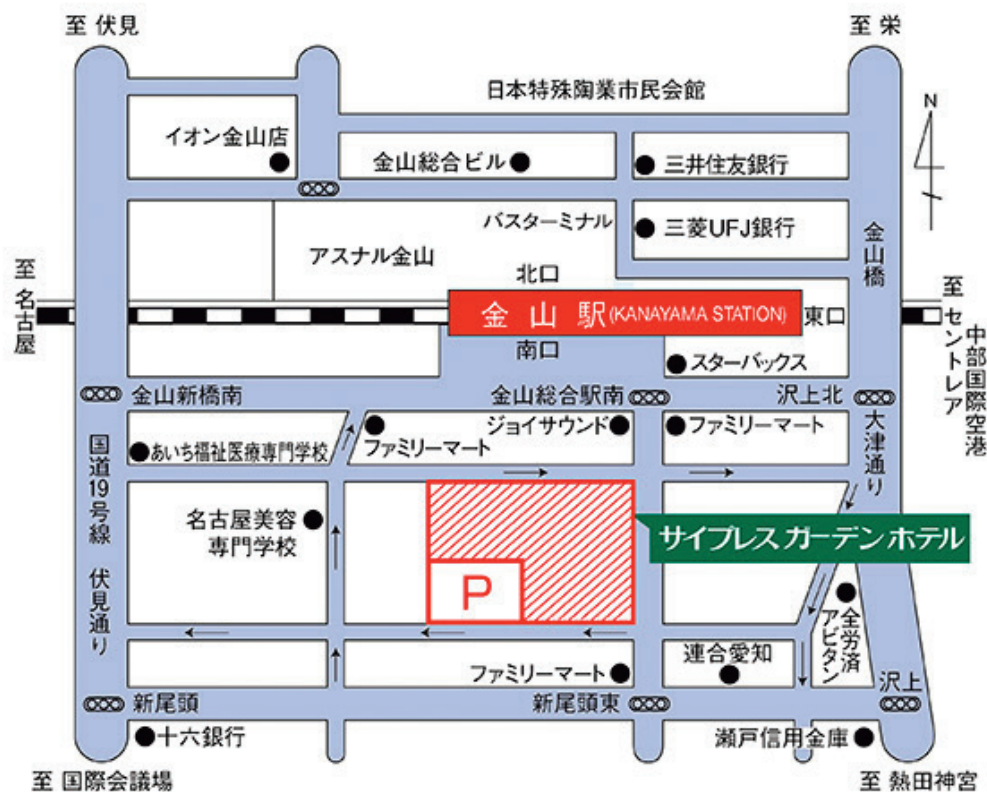 至 伏見
至 栄
日本特殊陶業市民会館
N
イオン金山店
金山総合ビル
三井住友銀行
バスターミナル
三菱UFJ銀行
アスナル金山
金山橋
北口
至 名古屋
金山駅(KANAYAMA STATION)
東口
至 セントレア
中部国際空港
南口
スターバックス
金山新橋南
金山総合駅南
沢上北
ファミリーマート
ジョイサウンド
ファミリーマート
大津通り
あいち福祉医療専門学校
国道19号線 伏見通り
名古屋美容
専門学校
サイプレスガーデンホテル
P
全労済
アビタン
連合愛知
ファミリーマート
沢上
新尾頭
新尾頭東
十六銀行
瀬戸信用金庫
至 国際会議場
至 熱田神宮